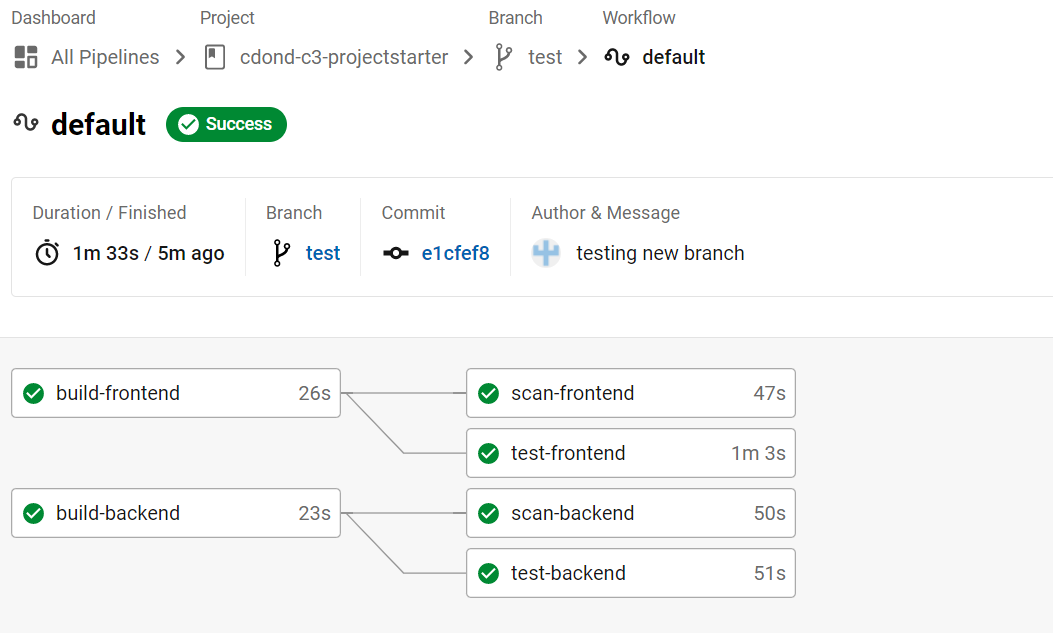 Dashboard Project Branch Workflow
All Pipelines cdond-c3-projectstarter test default
default Success
Duration / Finished Branch Commit Author & Message
1m 33s / 5m ago test e1cfef8 testing new branch
build-frontend 26s scan-frontend 47s
test-frontend 1m 3s
build-backend 23s scan-backend 50s
test-backend 51s